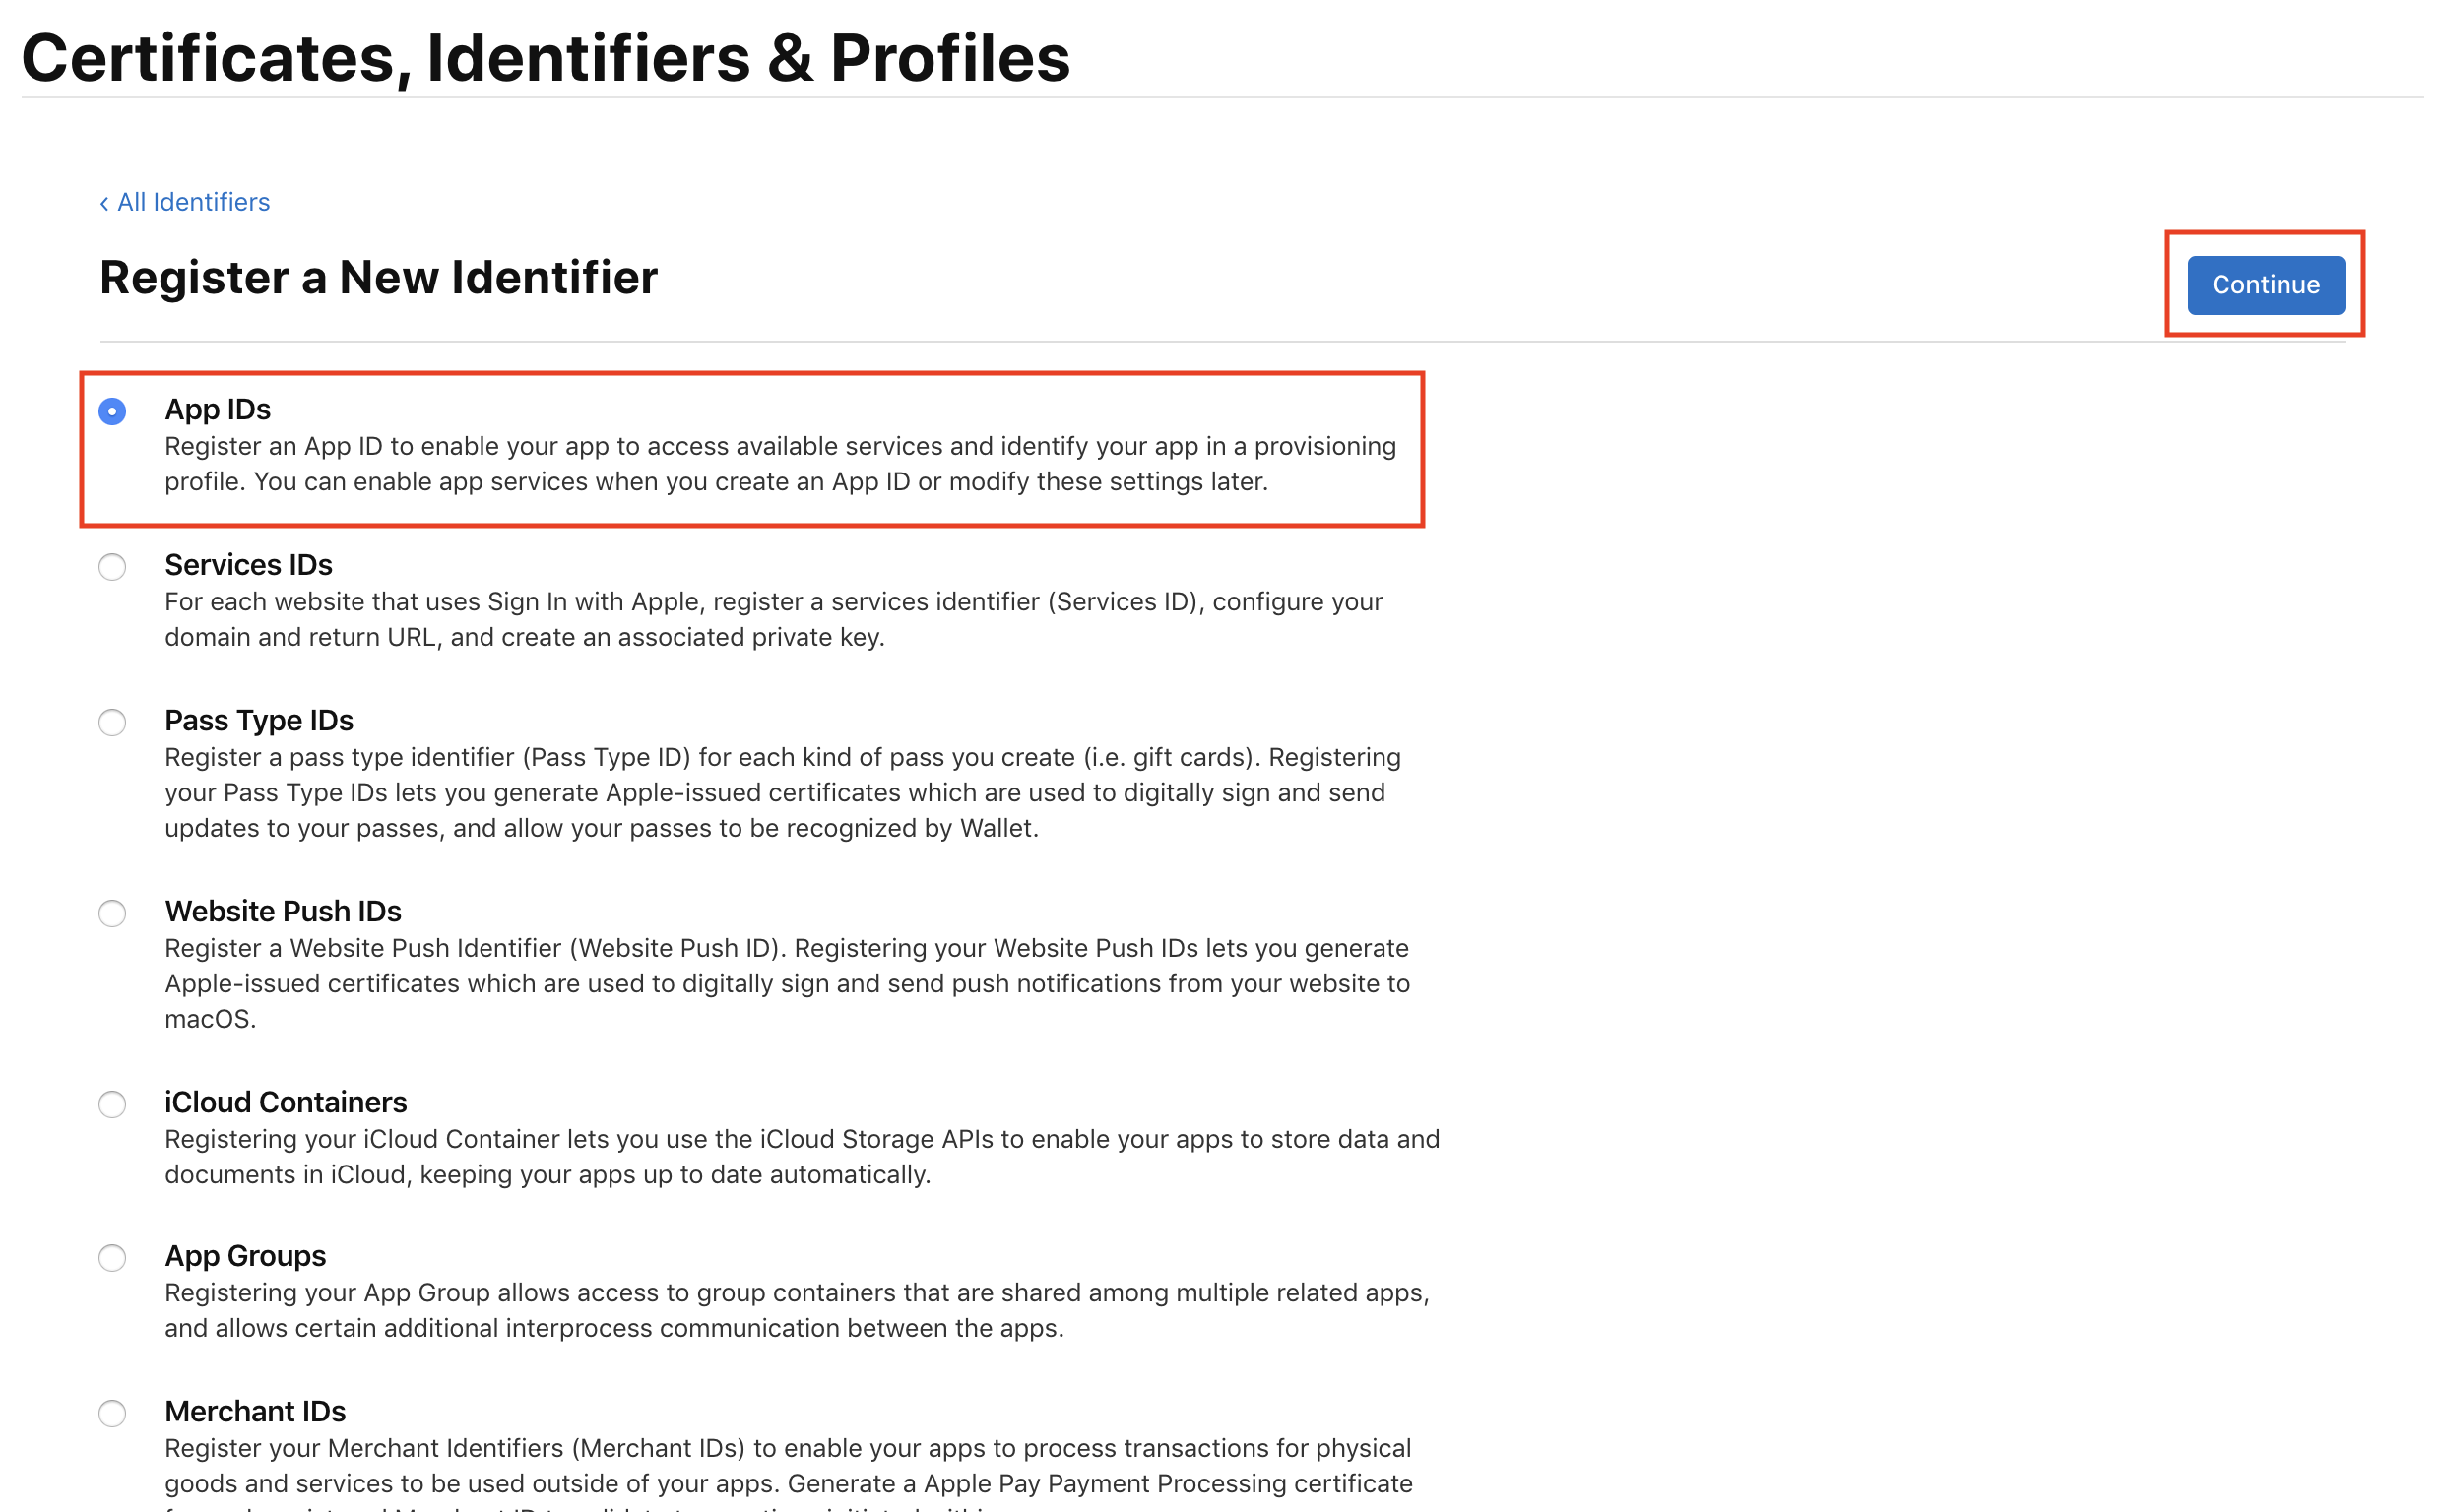 Certificates, Identifiers & Profiles
‹ All Identifiers
Register a New Identifier
Continue
App IDs
Register an App ID to enable your app to access available services and identify your app in a provisioning
profile. You can enable app services when you create an App ID or modify these settings later.
Services IDs
For each website that uses Sign In with Apple, register a services identifier (Services ID), configure your
domain and return URL, and create an associated private key.
Pass Type IDs
Register a pass type identifier (Pass Type ID) for each kind of pass you create (i.e. gift cards). Registering
your Pass Type IDs lets you generate Apple-issued certificates which are used to digitally sign and send
updates to your passes, and allow your passes to be recognized by Wallet.
Website Push IDs
Register a Website Push Identifier (Website Push ID). Registering your Website Push IDs lets you generate
Apple-issued certificates which are used to digitally sign and send push notifications from your website to
macOS.
iCloud Containers
Registering your iCloud Container lets you use the iCloud Storage APIs to enable your apps to store data and
documents in iCloud, keeping your apps up to date automatically.
App Groups
Registering your App Group allows access to group containers that are shared among multiple related apps,
and allows certain additional interprocess communication between the apps.
Merchant IDs
Register your Merchant Identifiers (Merchant IDs) to enable your apps to process transactions for physical
goods and services to be used outside of your apps. Generate a Apple Pay Payment Processing certificate